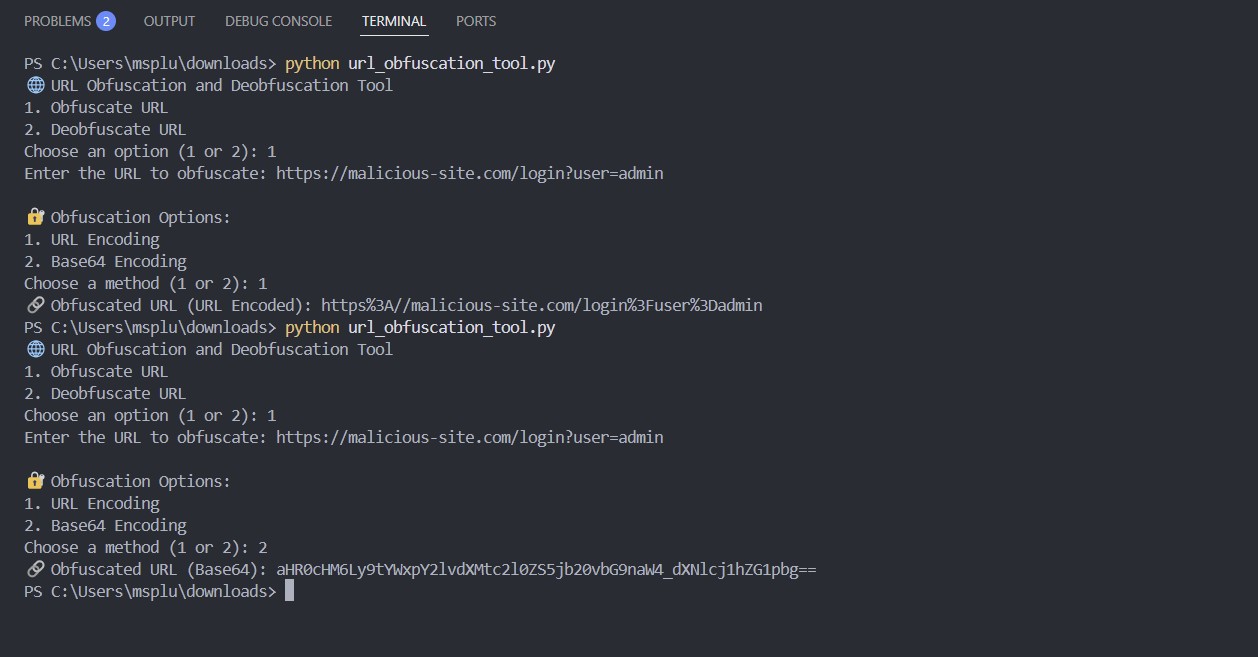 PROBLEMS 2 OUTPUT DEBUG CONSOLE TERMINAL PORTS
PS C:\Users\msplu\downloads> python url_obfuscation_tool.py
🌐 URL Obfuscation and Deobfuscation Tool
1. Obfuscate URL
2. Deobfuscate URL
Choose an option (1 or 2): 1
Enter the URL to obfuscate: https://malicious-site.com/login?user=admin
🔐 Obfuscation Options:
1. URL Encoding
2. Base64 Encoding
Choose a method (1 or 2): 1
🔗 Obfuscated URL (URL Encoded): https%3A//malicious-site.com/login%3Fuser%3Dadmin
PS C:\Users\msplu\downloads> python url_obfuscation_tool.py
🌐 URL Obfuscation and Deobfuscation Tool
1. Obfuscate URL
2. Deobfuscate URL
Choose an option (1 or 2): 1
Enter the URL to obfuscate: https://malicious-site.com/login?user=admin
🔐 Obfuscation Options:
1. URL Encoding
2. Base64 Encoding
Choose a method (1 or 2): 2
🔗 Obfuscated URL (Base64): aHR0cHM6Ly9tYWxpY2lvdXMtc2l0ZS5jb20vbG9naW4_dXNlcj1hZG1pbg==
PS C:\Users\msplu\downloads>